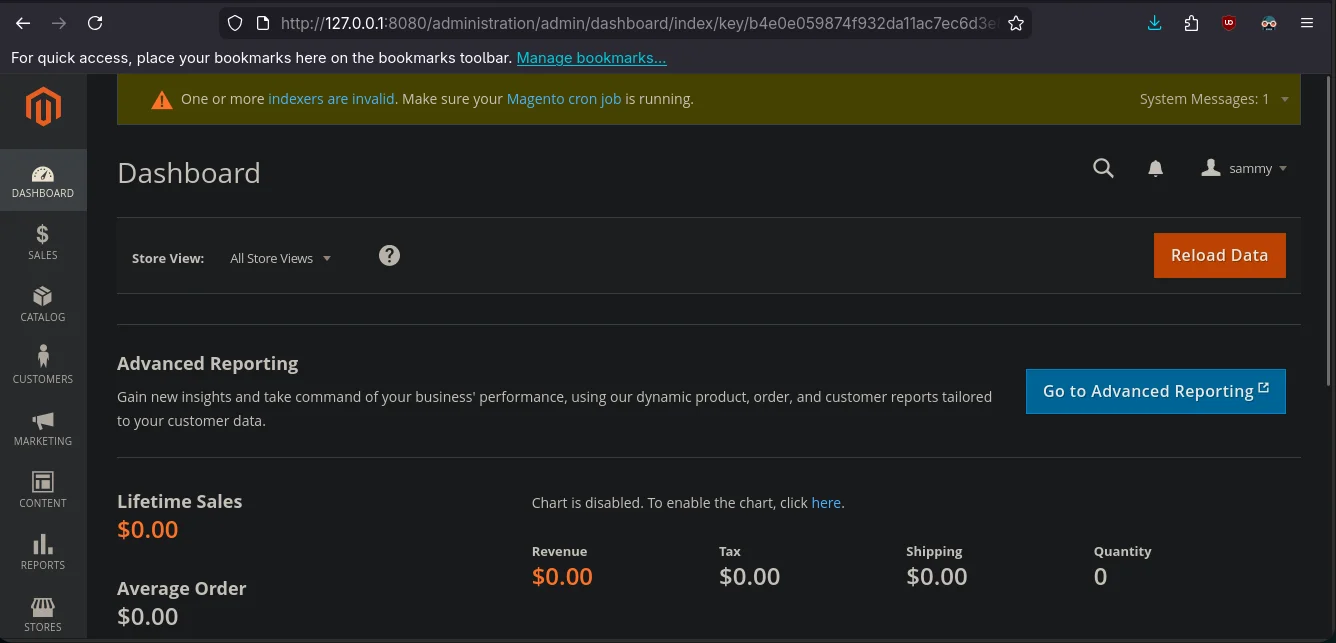 http://127.0.0.1:8080/administration/admin/dashboard/index/key/b4e0e059874f932da11ac7ec6d3e
For quick access, place your bookmarks here on the bookmarks toolbar. Manage bookmarks...
One or more indexers are invalid. Make sure your Magento cron job is running.
System Messages: 1
Dashboard
sammy
Store View: All Store Views ?
Reload Data
Advanced Reporting
Gain new insights and take command of your business' performance, using our dynamic product, order, and customer reports tailored
to your customer data.
Go to Advanced Reporting
Lifetime Sales
$0.00
Average Order
$0.00
Chart is disabled. To enable the chart, click here.
Revenue
$0.00
Tax
$0.00
Shipping
$0.00
Quantity
0
DASHBOARD
$
SALES
CATALOG
CUSTOMERS
MARKETING
CONTENT
REPORTS
STORES